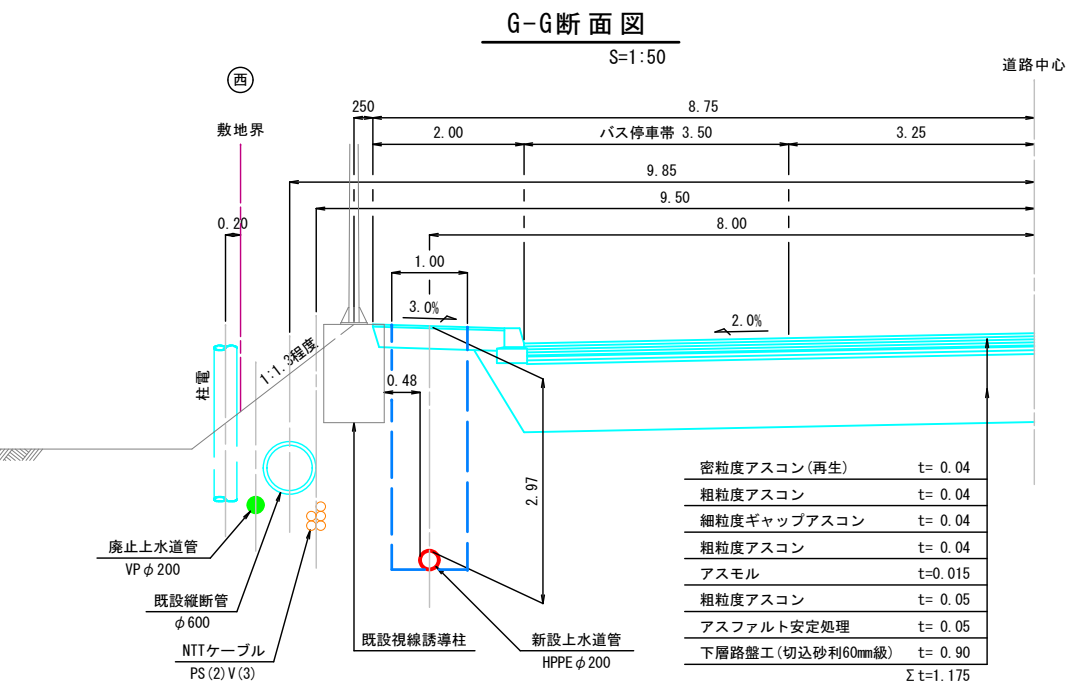 G-G断面図
S=1:50
道路中心
西
敷地界
250
8.75
2.00
バス停車帯 3.50
3.25
9.85
9.50
0.20
8.00
1.00
3.0%
2.0%
1:1.3程度
柱電
0.48
2.97
密粒度アスコン(再生) t= 0.04
粗粒度アスコン t= 0.04
細粒度ギャップアスコン t= 0.04
粗粒度アスコン t= 0.04
アスモル t=0.015
粗粒度アスコン t= 0.05
アスファルト安定処理 t= 0.05
下層路盤工(切込砂利60mm級) t= 0.90
Σt=1.175
廃止上水道管
VPφ200
既設縦断管
φ600
NTTケーブル
PS(2)V(3)
既設視線誘導柱
新設上水道管
HPPEφ200